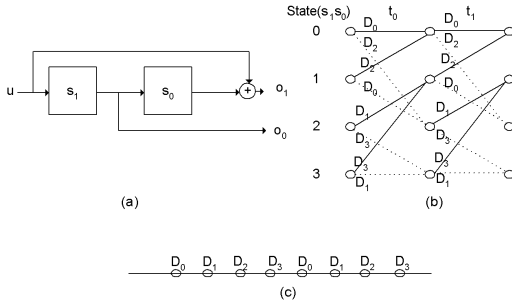 State(s₁s₀) t₀ t₁
0 D₀ D₀
D₂ D₂
u s₁ s₀ + o₁
1 D₂ D₂
D₀ D₀
o₀
2 D₁ D₁
D₃ D₃
3 D₃ D₃
D₁ D₁
(a) (b)
D₀ D₁ D₂ D₃ D₀ D₁ D₂ D₃
(c)